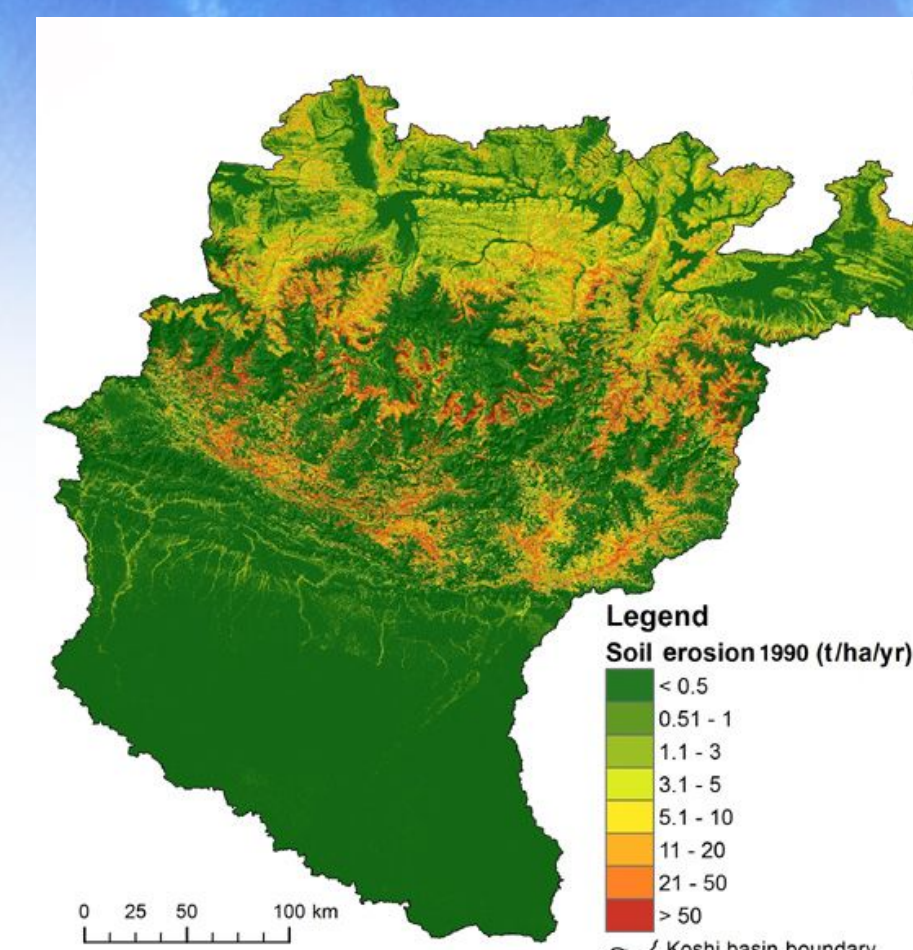 Legend
Soil erosion 1990 (t/ha/yr)
< 0.5
0.51 - 1
1.1 - 3
3.1 - 5
5.1 - 10
11 - 20
21 - 50
> 50
Koshi basin boundary
0 25 50 100 km